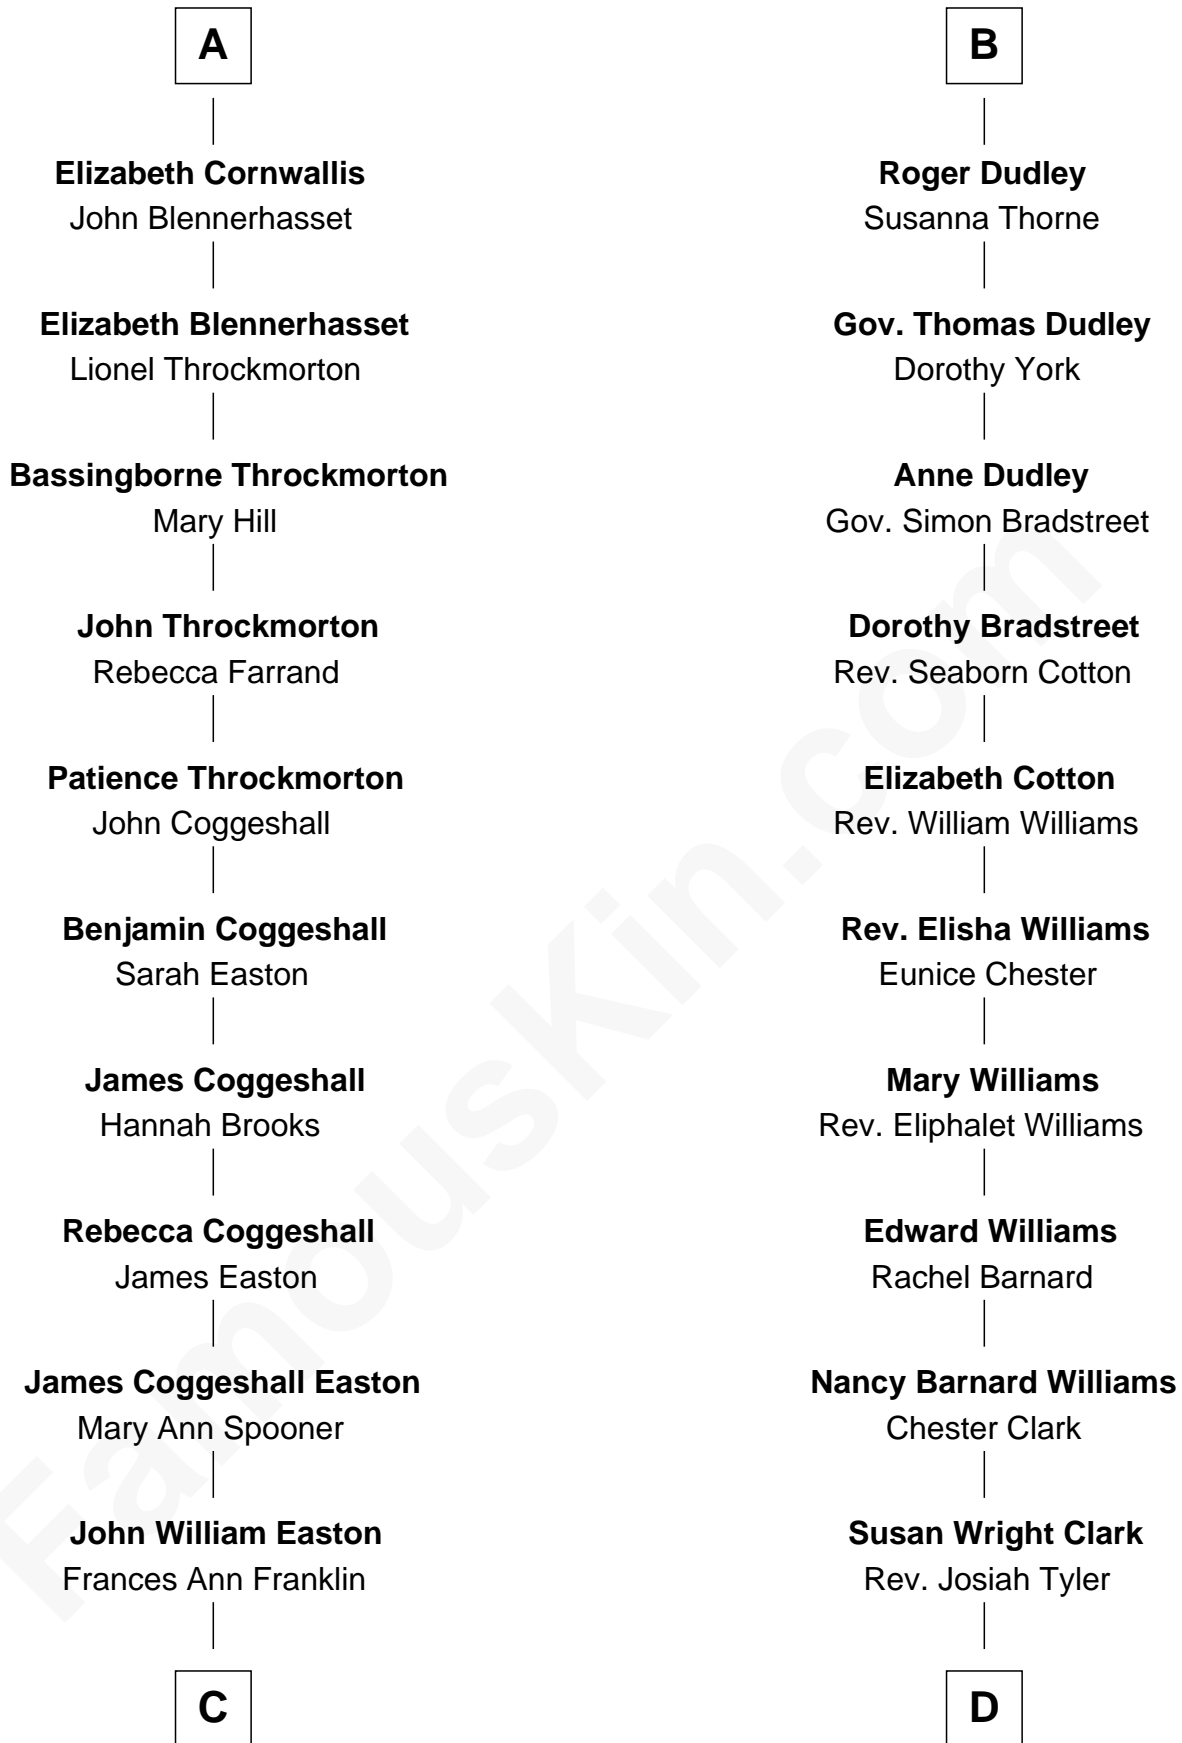 A
Elizabeth Cornwallis
John Blennerhasset
Elizabeth Blennerhasset
Lionel Throckmorton
Bassingborne Throckmorton
Mary Hill
John Throckmorton
Rebecca Farrand
Patience Throckmorton
John Coggeshall
Benjamin Coggeshall
Sarah Easton
James Coggeshall
Hannah Brooks
Rebecca Coggeshall
James Easton
James Coggeshall Easton
Mary Ann Spooner
John William Easton
Frances Ann Franklin
C
B
Roger Dudley
Susanna Thorne
Gov. Thomas Dudley
Dorothy York
Anne Dudley
Gov. Simon Bradstreet
Dorothy Bradstreet
Rev. Seaborn Cotton
Elizabeth Cotton
Rev. William Williams
Rev. Elisha Williams
Eunice Chester
Mary Williams
Rev. Eliphalet Williams
Edward Williams
Rachel Barnard
Nancy Barnard Williams
Chester Clark
Susan Wright Clark
Rev. Josiah Tyler
D
FamousKin.com